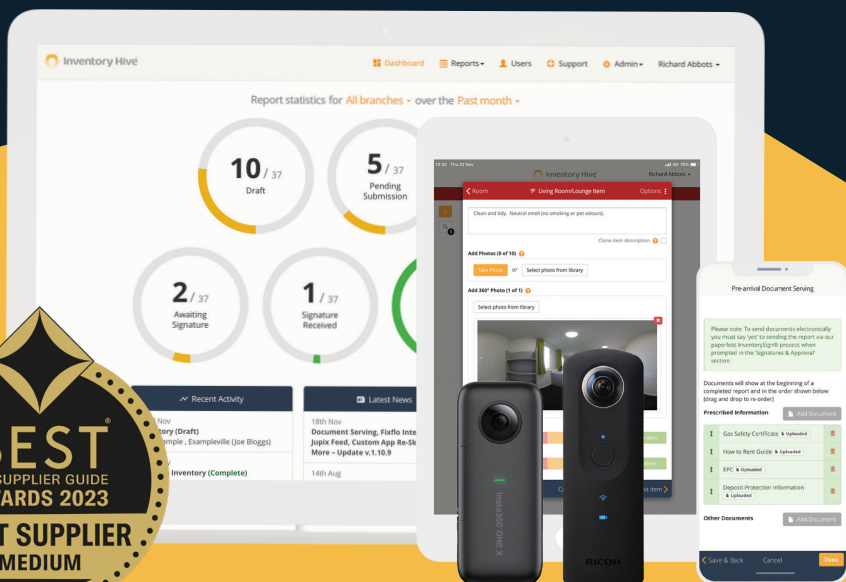 Inventory Hive
Dashboard
Reports
Users
Support
Admin
Richard Abbots
Report statistics for All branches over the Past month
10 / 37
Draft
5 / 37
Pending
Submission
2 / 37
Awaiting
Signature
1 / 37
Signature
Received
Recent Activity
Nov
(Draft)
, Exampleville (Joe Bloggs)
Inventory (Complete)
Latest News
18th Nov
Document Serving, Fixflo Inte
Jupix Feed, Custom App Re-Sk
More – Update v.1.10.9
14th Aug
13:20 Thu 22 Nov
4G 76%
Inventory Hive
Richard Abbots
Room
Living Room/Lounge Item
Options
Clean and tidy. Neutral smell (no smoking or pet odours).
Clone item description
Add Photos (0 of 10)
Take Photo
or
Select photo from library
Add 360° Photo (1 of 1)
Select photo from library
Insta360 ONE X
RICOH
Pre-arrival Document Serving
Please note: To send documents electronically
you must say 'yes' to sending the report via our
paperless InventorySign® process when
prompted in the 'Signatures & Approval'
section
Documents will show at the beginning of a
completed report and in the order shown below
(drag and drop to re-order)
Prescribed Information
Add Document
Gas Safety Certificate Uploaded
How to Rent Guide Uploaded
EPC Uploaded
Deposit Protection Information
Uploaded
Other Documents
Add Document
Save & Back
Cancel
Done
BEST
SUPPLIER GUIDE
AWARDS 2023
SUPPLIER
MEDIUM